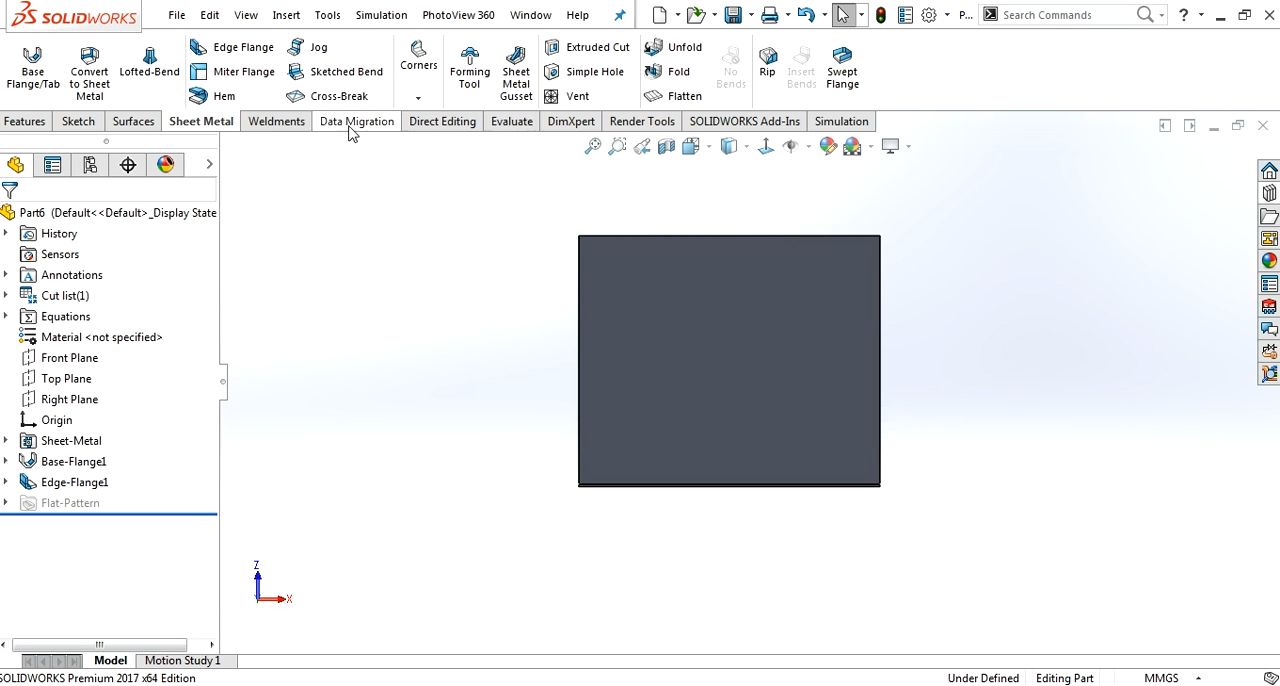 SOLIDWORKS File Edit View Insert Tools Simulation PhotoView 360 Window Help P... Search Commands ?
Base Flange/Tab
Convert to Sheet Metal
Lofted-Bend
Edge Flange
Miter Flange
Hem
Jog
Sketched Bend
Cross-Break
Corners
Forming Tool
Sheet Metal Gusset
Extruded Cut
Simple Hole
Vent
Unfold
Fold
Flatten
No Bends
Rip
Insert Bends
Swept Flange
Features Sketch Surfaces Sheet Metal Weldments Data Migration Direct Editing Evaluate DimXpert Render Tools SOLIDWORKS Add-Ins Simulation
Part6 (Default<<Default>_Display State
History
Sensors
Annotations
Cut list(1)
Equations
Material <not specified>
Front Plane
Top Plane
Right Plane
Origin
Sheet-Metal
Base-Flange1
Edge-Flange1
Flat-Pattern
Z
X
Model Motion Study 1
SOLIDWORKS Premium 2017 x64 Edition Under Defined Editing Part MMGS